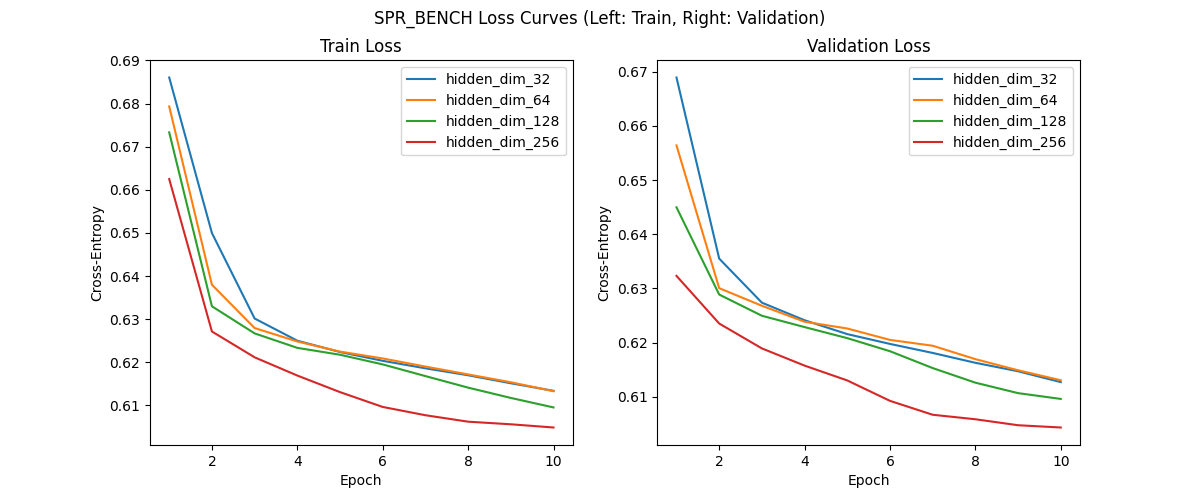 SPR_BENCH Loss Curves (Left: Train, Right: Validation)
Train Loss
0.69
0.68
0.67
0.66
0.65
0.64
0.63
0.62
0.61
Cross-Entropy
2
4
6
8
10
Epoch
hidden_dim_32
hidden_dim_64
hidden_dim_128
hidden_dim_256
Validation Loss
0.67
0.66
0.65
0.64
0.63
0.62
0.61
Cross-Entropy
2
4
6
8
10
Epoch
hidden_dim_32
hidden_dim_64
hidden_dim_128
hidden_dim_256